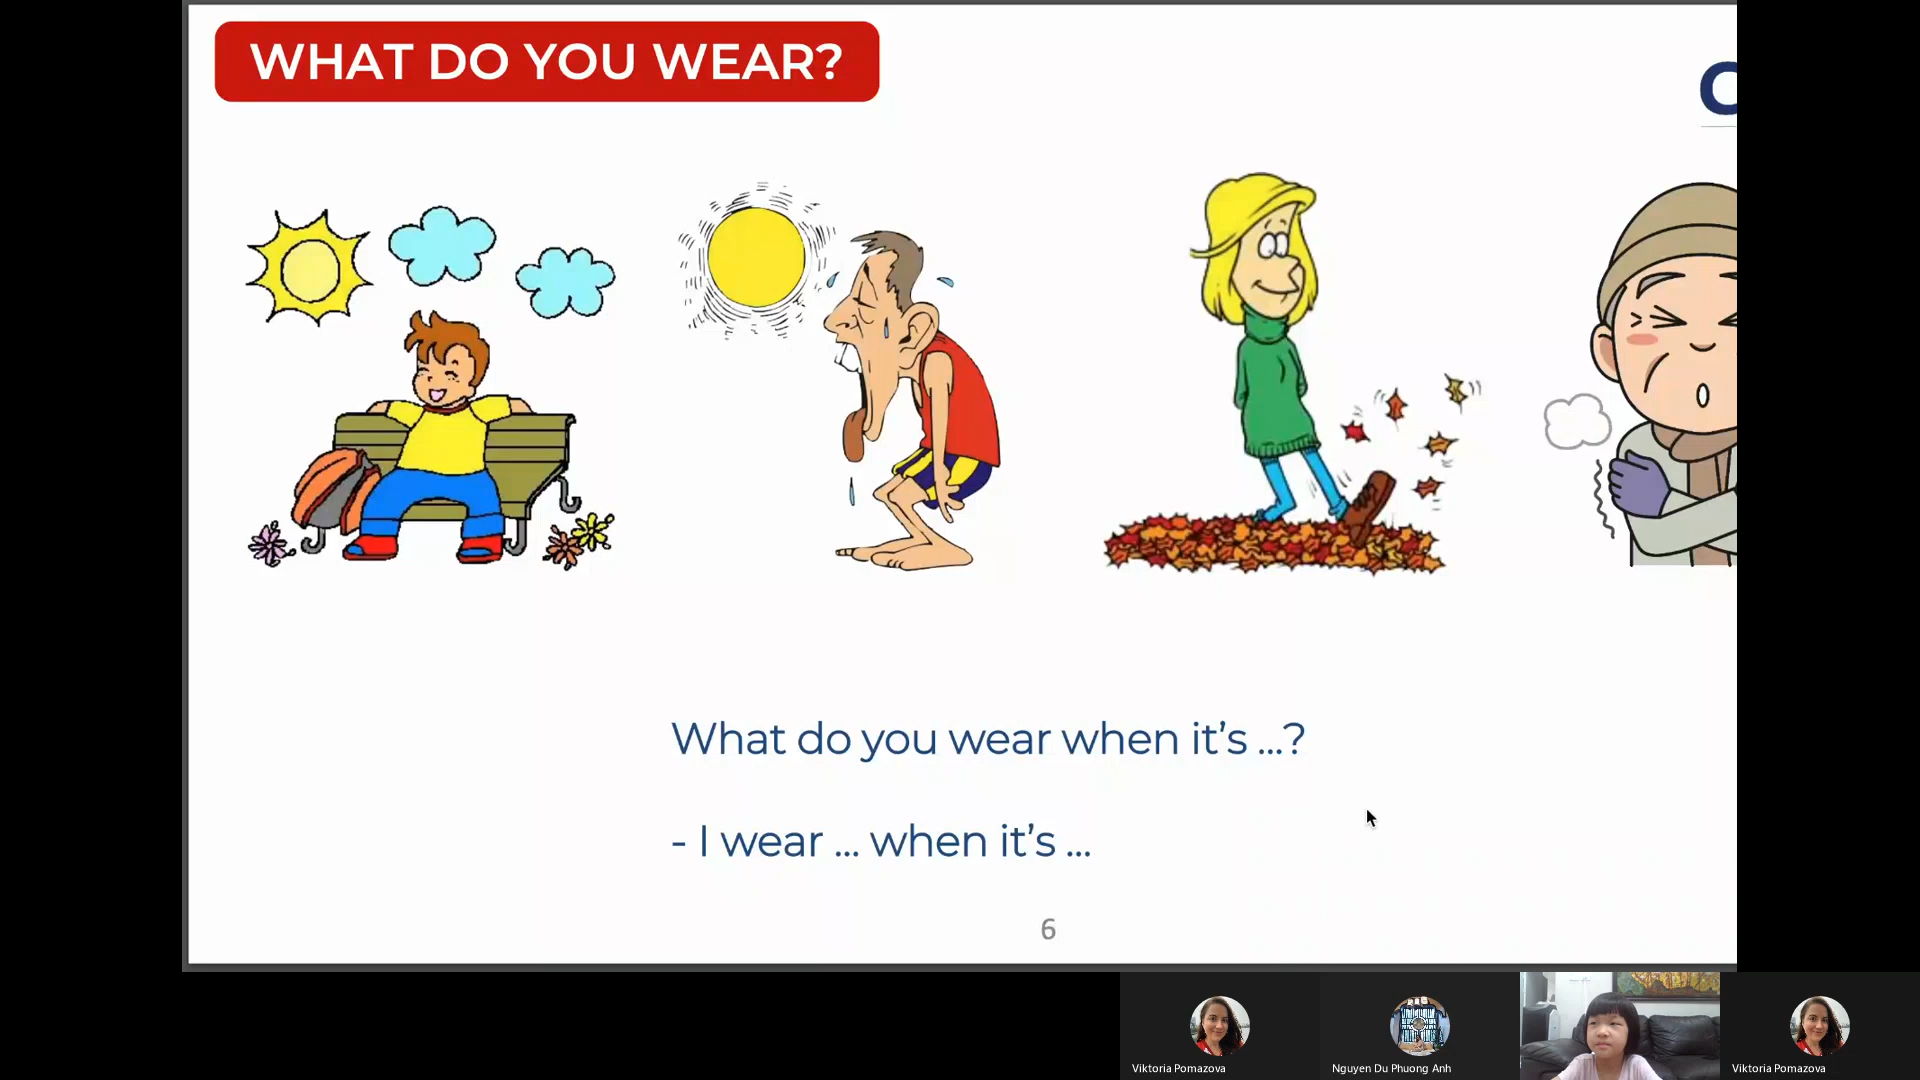 WHAT DO YOU WEAR?
What do you wear when it's ...?
- I wear ... when it's ...
6
Viktoria Pomazova
Nguyen Du Phuong Anh
Viktoria Pomazova